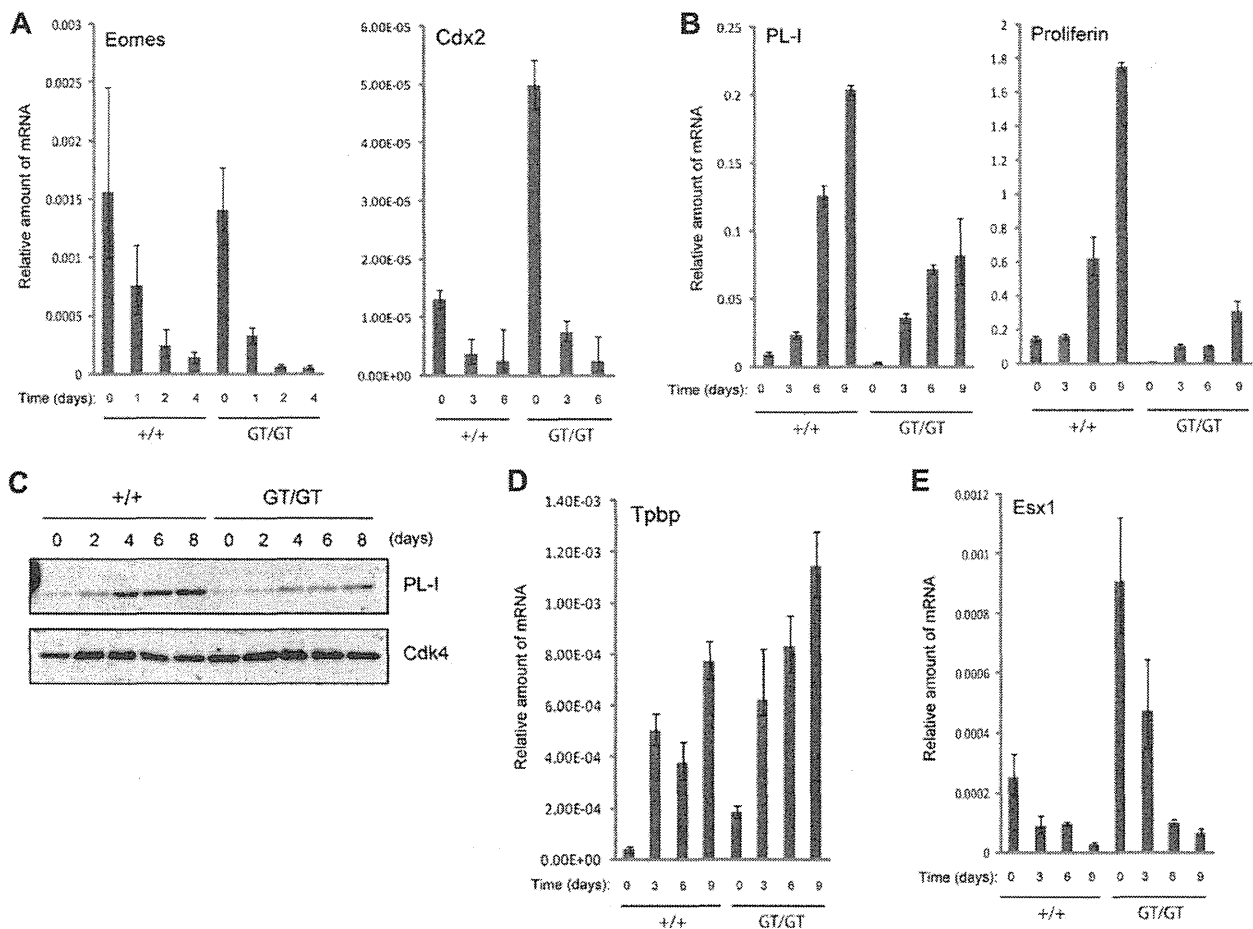 A
Eomes
Relative amount of mRNA
0.003
0.0025
0.002
0.0015
0.001
0.0005
0
Time (days): 0 1 2 4 0 1 2 4
+/+ GT/GT
Cdx2
6.00E-05
5.00E-05
4.00E-05
3.00E-05
2.00E-05
1.00E-05
0.00E+00
0 3 6 0 3 6
+/+ GT/GT
B
PL-I
Relative amount of mRNA
0.25
0.2
0.15
0.1
0.05
0
Time (days): 0 3 6 9 0 3 6 9
+/+ GT/GT
Proliferin
2
1.8
1.6
1.4
1.2
1
0.8
0.6
0.4
0.2
0
0 3 6 9 0 3 6 9
+/+ GT/GT
C
+/+ GT/GT
0 2 4 6 8 0 2 4 6 8 (days)
PL-I
Cdk4
D
Tpbp
Relative amount of mRNA
1.40E-03
1.20E-03
1.00E-03
8.00E-04
6.00E-04
4.00E-04
2.00E-04
0.00E+00
Time (days): 0 3 6 9 0 3 6 9
+/+ GT/GT
E
Esx1
Relative amount of mRNA
0.0012
0.001
0.0008
0.0006
0.0004
0.0002
0
Time (days): 0 3 6 9 0 3 6 9
+/+ GT/GT